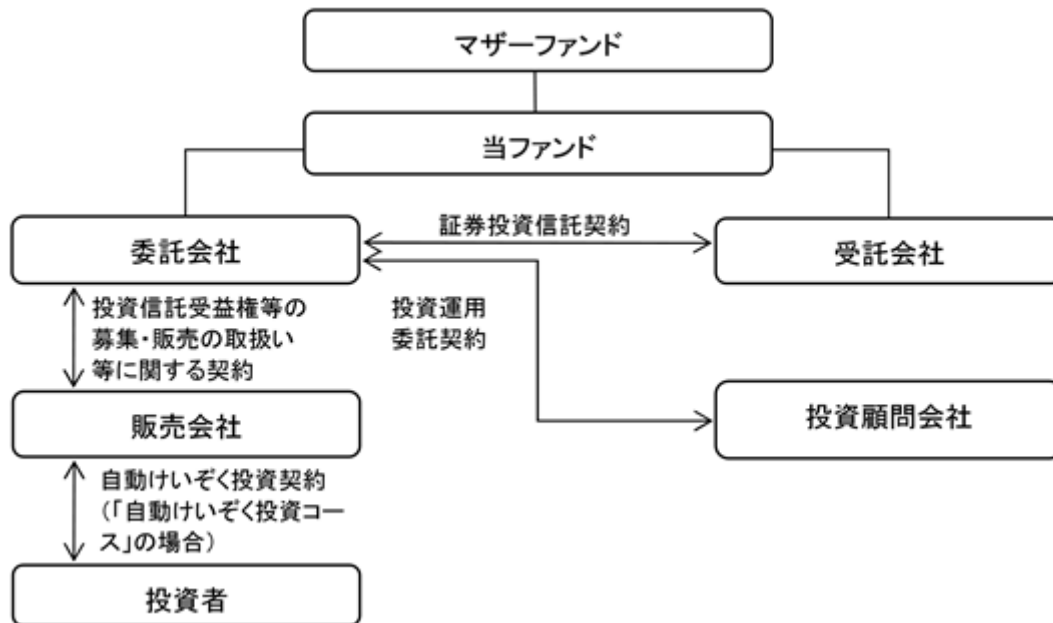 マザーファンド
当ファンド
証券投資信託契約
委託会社
受託会社
投資信託受益権等の
募集・販売の取扱い
等に関する契約
投資運用
委託契約
販売会社
投資顧問会社
自動けいぞく投資契約
(「自動けいぞく投資コー
ス」の場合)
投資者